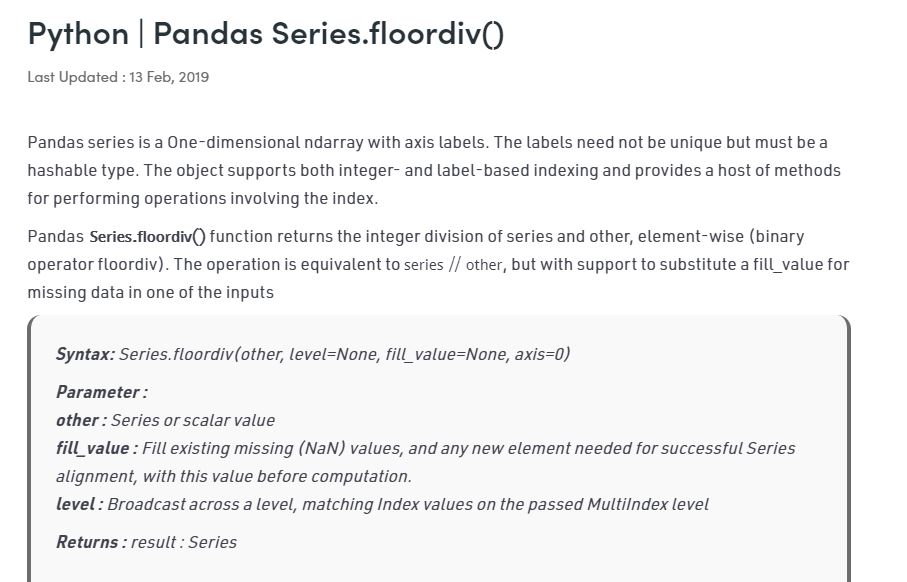 Python | Pandas Series.floordiv()
Last Updated : 13 Feb, 2019
Pandas series is a One-dimensional ndarray with axis labels. The labels need not be unique but must be a
hashable type. The object supports both integer- and label-based indexing and provides a host of methods
for performing operations involving the index.
Pandas Series.floordiv() function returns the integer division of series and other, element-wise (binary
operator floordiv). The operation is equivalent to series // other, but with support to substitute a fill_value for
missing data in one of the inputs
Syntax: Series.floordiv(other, level=None, fill_value=None, axis=0)
Parameter :
other : Series or scalar value
fill_value : Fill existing missing (NaN) values, and any new element needed for successful Series
alignment, with this value before computation.
level : Broadcast across a level, matching Index values on the passed MultiIndex level
Returns : result : Series